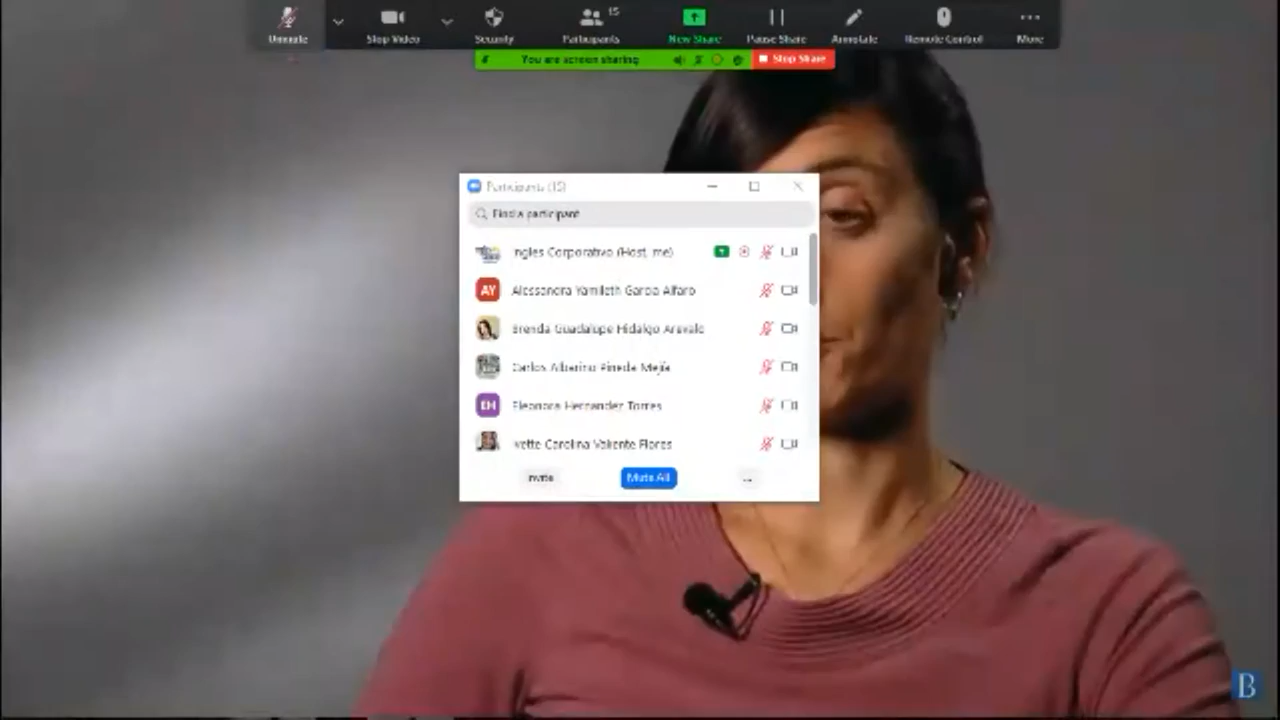 Unmute Stop Video Security Participants 15 New Share Pause Share Annotate Remote Control More
You are screen sharing Stop Share
Participants (15)
Find a participant
Ingles Corporativo (Host, me)
AY Alessandra Yamileth Garcia Alfaro
Brenda Guadalupe Hidalgo Arevalo
Carlos Albarino Pineda Mejía
EH Eleonora Hernandez Torres
Ivette Carolina Valiente Flores
Invite Mute All ...
B